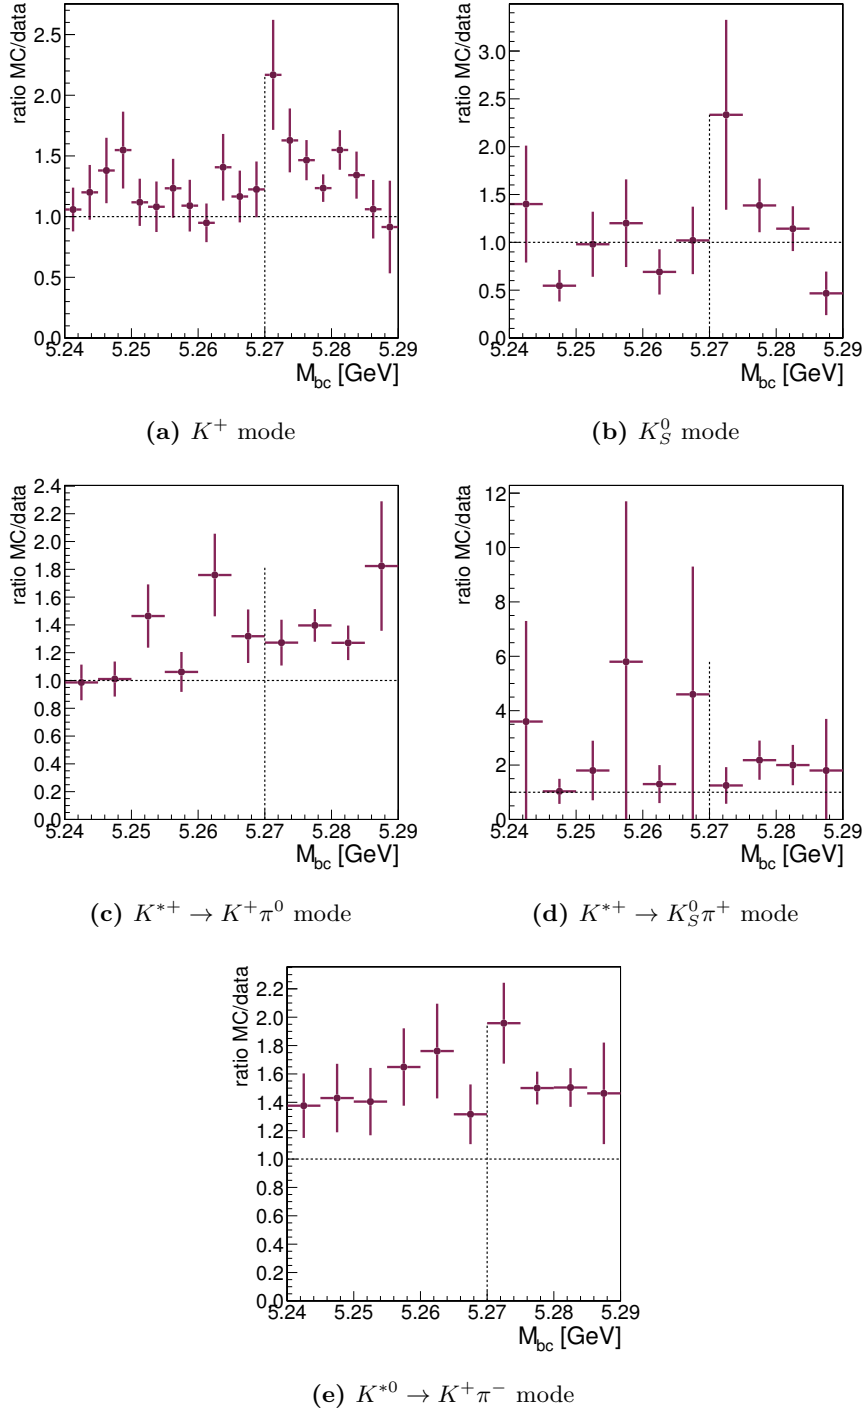 ratio MC/data
2.5
2.0
1.5
1.0
0.5
0.0
5.24 5.25 5.26 5.27 5.28 5.29
M_bc [GeV]
(a) K^+ mode
ratio MC/data
3.5
3.0
2.5
2.0
1.5
1.0
0.5
0.0
5.24 5.25 5.26 5.27 5.28 5.29
M_bc [GeV]
(b) K_S^0 mode
ratio MC/data
2.4
2.2
2.0
1.8
1.6
1.4
1.2
1.0
0.8
0.6
0.4
0.2
0.0
5.24 5.25 5.26 5.27 5.28 5.29
M_bc [GeV]
(c) K^{*+} → K^+π^0 mode
ratio MC/data
12
10
8
6
4
2
0
5.24 5.25 5.26 5.27 5.28 5.29
M_bc [GeV]
(d) K^{*+} → K_S^0π^+ mode
ratio MC/data
2.2
2.0
1.8
1.6
1.4
1.2
1.0
0.8
0.6
0.4
0.2
0.0
5.24 5.25 5.26 5.27 5.28 5.29
M_bc [GeV]
(e) K^{*0} → K^+π^- mode